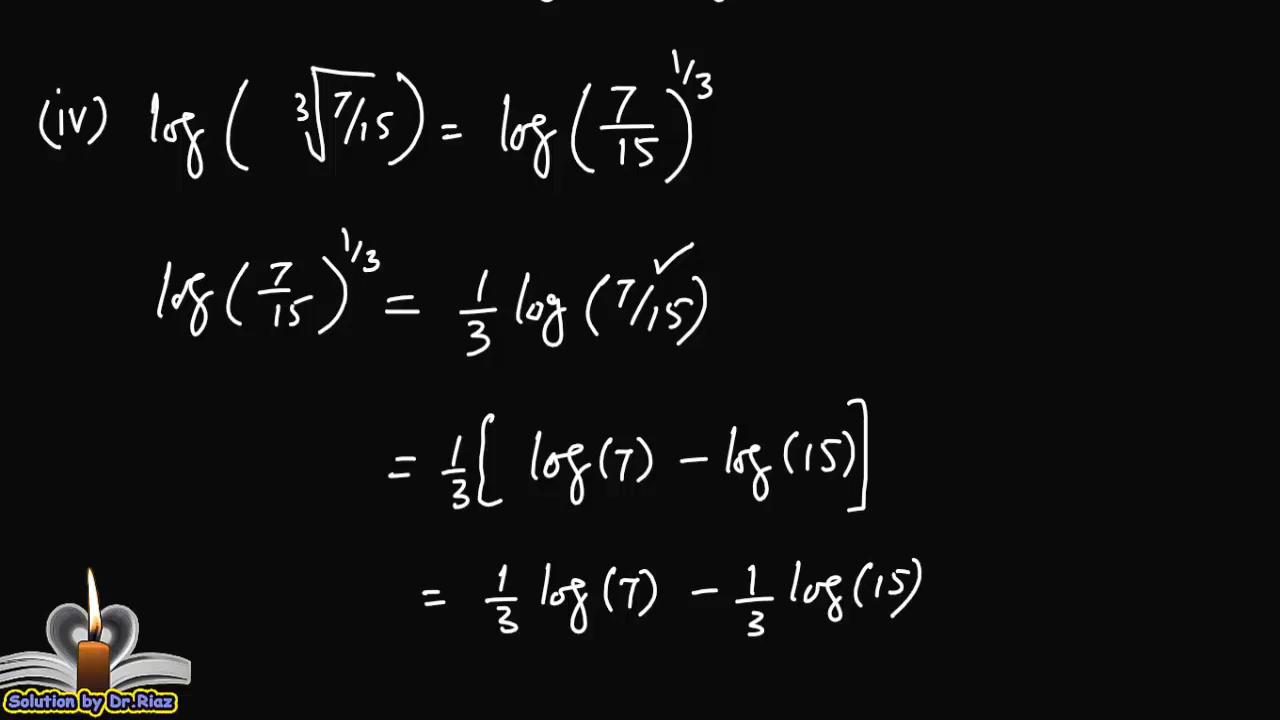 (iv) log(∛7/15) = log(7/15)^1/3
log(7/15)^1/3 = 1/3 log(7/15) ✓
= 1/3[log(7) − log(15)]
= 1/3 log(7) − 1/3 log(15)
Solution by Dr.Riaz